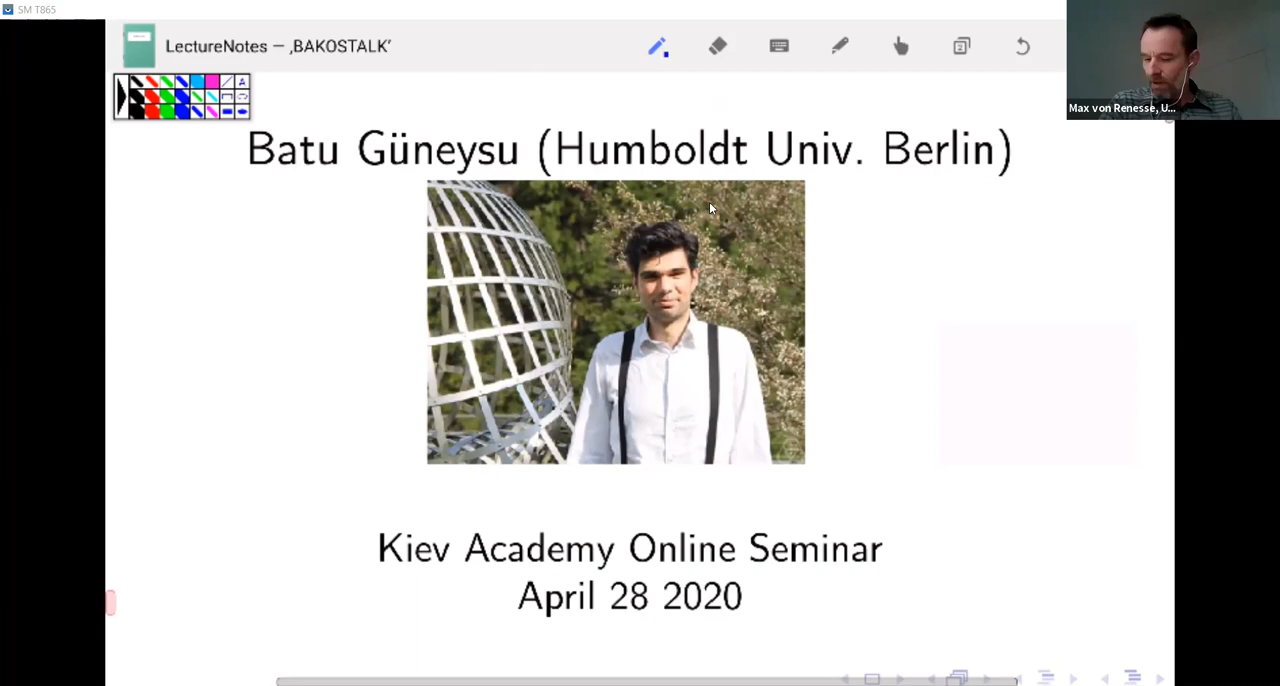 SM T865
LectureNotes — ‚BAKOSTALK‘
Max von Renesse, U...
Batu Güneysu (Humboldt Univ. Berlin)
Kiev Academy Online Seminar
April 28 2020